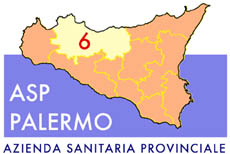 6
ASP
PALERMO
AZIENDA SANITARIA PROVINCIALE